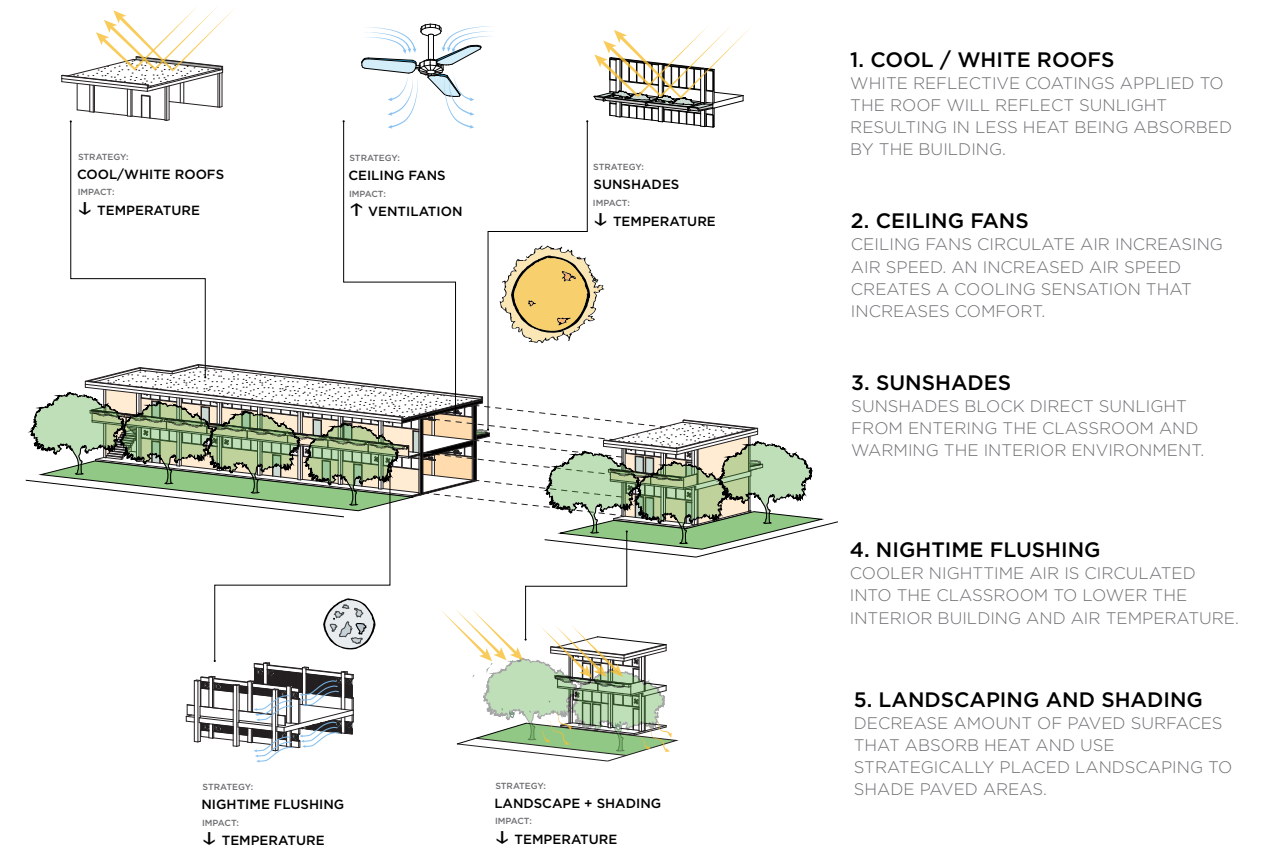 STRATEGY:
COOL/WHITE ROOFS
IMPACT:
↓ TEMPERATURE
STRATEGY:
CEILING FANS
IMPACT:
↑ VENTILATION
STRATEGY:
SUNSHADES
IMPACT:
↓ TEMPERATURE
STRATEGY:
NIGHTIME FLUSHING
IMPACT:
↓ TEMPERATURE
STRATEGY:
LANDSCAPE + SHADING
IMPACT:
↓ TEMPERATURE
1. COOL / WHITE ROOFS
WHITE REFLECTIVE COATINGS APPLIED TO
THE ROOF WILL REFLECT SUNLIGHT
RESULTING IN LESS HEAT BEING ABSORBED
BY THE BUILDING.
2. CEILING FANS
CEILING FANS CIRCULATE AIR INCREASING
AIR SPEED. AN INCREASED AIR SPEED
CREATES A COOLING SENSATION THAT
INCREASES COMFORT.
3. SUNSHADES
SUNSHADES BLOCK DIRECT SUNLIGHT
FROM ENTERING THE CLASSROOM AND
WARMING THE INTERIOR ENVIRONMENT.
4. NIGHTIME FLUSHING
COOLER NIGHTTIME AIR IS CIRCULATED
INTO THE CLASSROOM TO LOWER THE
INTERIOR BUILDING AND AIR TEMPERATURE.
5. LANDSCAPING AND SHADING
DECREASE AMOUNT OF PAVED SURFACES
THAT ABSORB HEAT AND USE
STRATEGICALLY PLACED LANDSCAPING TO
SHADE PAVED AREAS.